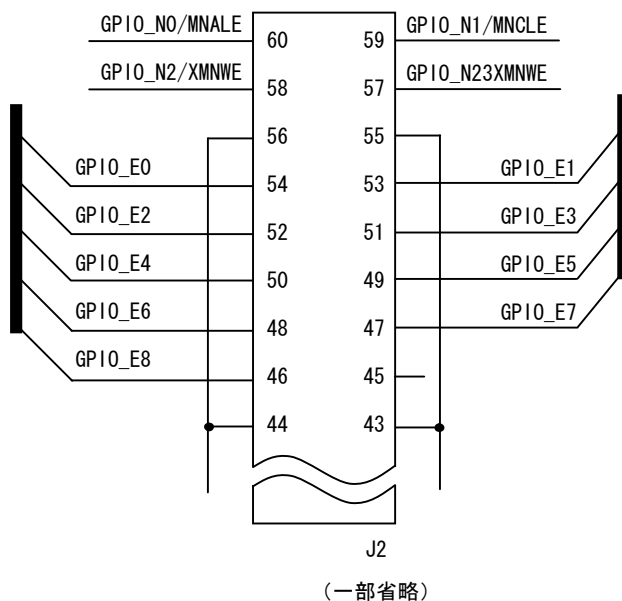 GPIO_N0/MNALE 60 59 GPIO_N1/MNCLE
GPIO_N2/XMNWE 58 57 GPIO_N23XMNWE
56 55
GPIO_E0 54 53 GPIO_E1
GPIO_E2 52 51 GPIO_E3
GPIO_E4 50 49 GPIO_E5
GPIO_E6 48 47 GPIO_E7
GPIO_E8 46 45
44 43
J2
(一部省略)